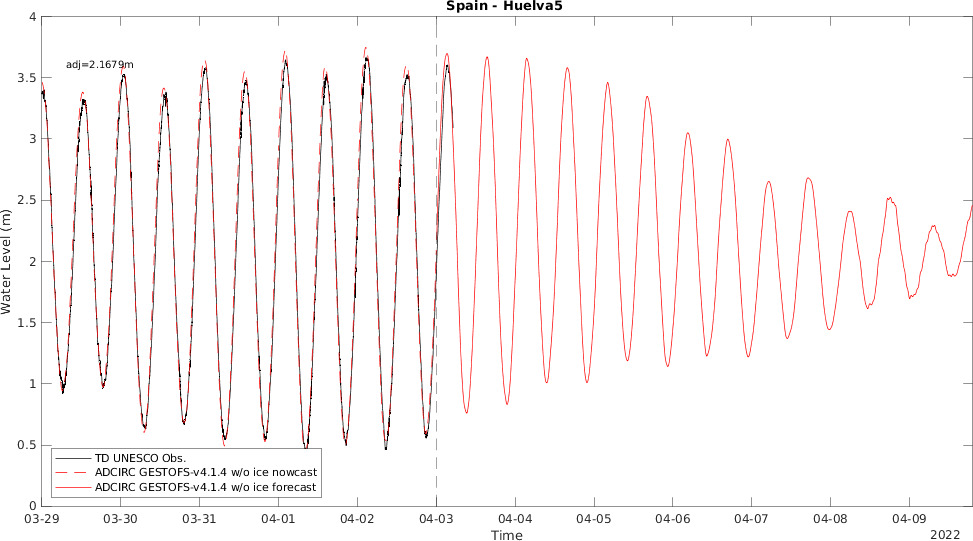 Spain - Huelva5
adj=2.1679m
Water Level (m)
4
3.5
3
2.5
2
1.5
1
0.5
0
TD UNESCO Obs.
ADCIRC GESTOFS-v4.1.4 w/o ice nowcast
ADCIRC GESTOFS-v4.1.4 w/o ice forecast
03-29 03-30 03-31 04-01 04-02 04-03 04-04 04-05 04-06 04-07 04-08 04-09
Time
2022